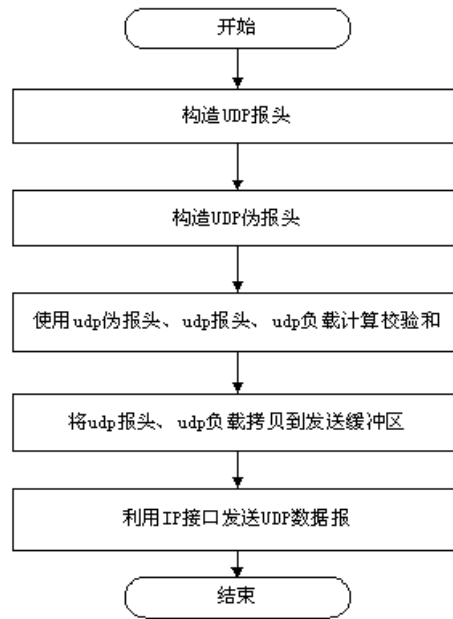 开始
构造UDP报头
构造UDP伪报头
使用udp伪报头、udp报头、udp负载计算校验和
将udp报头、udp负载拷贝到发送缓冲区
利用IP接口发送UDP数据报
结束